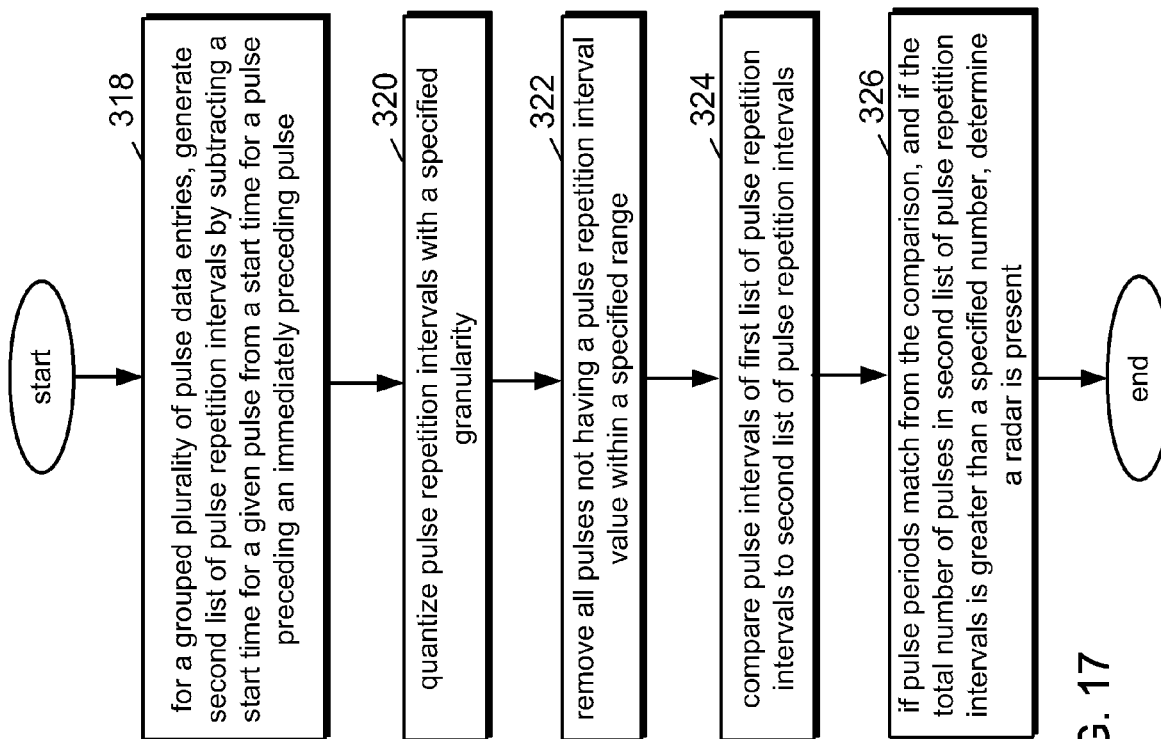 start
318
for a grouped plurality of pulse data entries, generate
second list of pulse repetition intervals by subtracting a
start time for a given pulse from a start time for a pulse
preceding an immediately preceding pulse
320
quantize pulse repetition intervals with a specified
granularity
322
remove all pulses not having a pulse repetition interval
value within a specified range
324
compare pulse intervals of first list of pulse repetition
intervals to second list of pulse repetition intervals
326
if pulse periods match from the comparison, and if the
total number of pulses in second list of pulse repetition
intervals is greater than a specified number, determine
a radar is present
end
G. 17